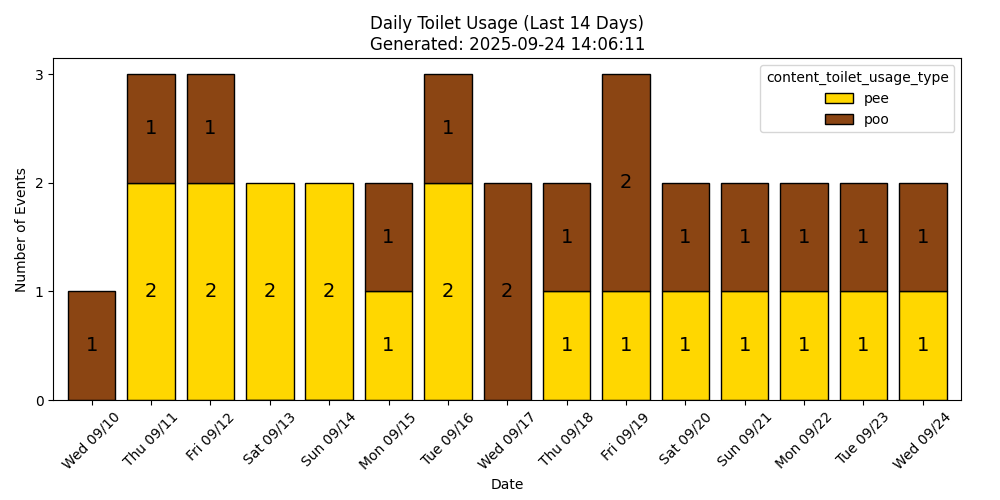 Daily Toilet Usage (Last 14 Days)
Generated: 2025-09-24 14:06:11
content_toilet_usage_type
pee
poo
Number of Events
3
2
1
0
1
2
1
2
1
2
2
1
1
2
1
2
1
1
1
2
1
1
1
1
1
1
1
1
1
1
Wed 09/10
Thu 09/11
Fri 09/12
Sat 09/13
Sun 09/14
Mon 09/15
Tue 09/16
Wed 09/17
Thu 09/18
Fri 09/19
Sat 09/20
Sun 09/21
Mon 09/22
Tue 09/23
Wed 09/24
Date